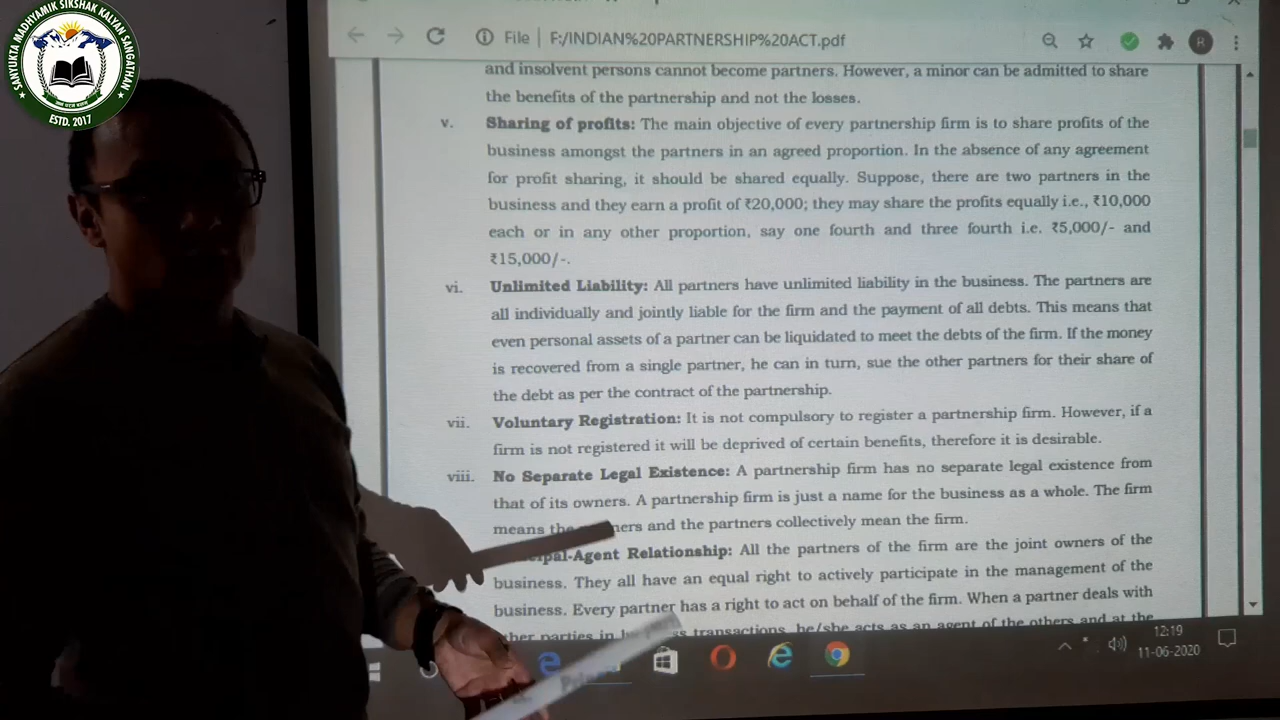 SANYUKTA MADHYAMIK SIKSHAK KALYAN SANGATHAN
ESTD. 2017
File | F:/INDIAN%20PARTNERSHIP%20ACT.pdf
R
and insolvent persons cannot become partners. However, a minor can be admitted to share
the benefits of the partnership and not the losses.
v. Sharing of profits: The main objective of every partnership firm is to share profits of the
business amongst the partners in an agreed proportion. In the absence of any agreement
for profit sharing, it should be shared equally. Suppose, there are two partners in the
business and they earn a profit of ₹20,000; they may share the profits equally i.e., ₹10,000
each or in any other proportion, say one fourth and three fourth i.e. ₹5,000/- and
₹15,000/-.
vi. Unlimited Liability: All partners have unlimited liability in the business. The partners are
all individually and jointly liable for the firm and the payment of all debts. This means that
even personal assets of a partner can be liquidated to meet the debts of the firm. If the money
is recovered from a single partner, he can in turn, sue the other partners for their share of
the debt as per the contract of the partnership.
vii. Voluntary Registration: It is not compulsory to register a partnership firm. However, if a
firm is not registered it will be deprived of certain benefits, therefore it is desirable.
viii. No Separate Legal Existence: A partnership firm has no separate legal existence from
that of its owners. A partnership firm is just a name for the business as a whole. The firm
means the and the partners collectively mean the firm.
Relationship: All the partners of the firm are the joint owners of the
business. They all have an equal right to actively participate in the management of the
business. Every partner has a right to act on behalf of the firm. When a partner deals with
parties in transactions, he/she acts as an agent of the others and at the
12:19
11-06-2020